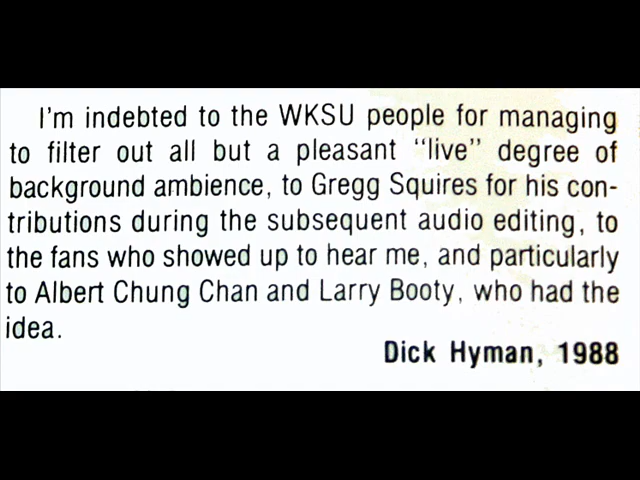 I'm indebted to the WKSU people for managing
to filter out all but a pleasant "live" degree of
background ambience, to Gregg Squires for his con-
tributions during the subsequent audio editing, to
the fans who showed up to hear me, and particularly
to Albert Chung Chan and Larry Booty, who had the
idea.
Dick Hyman, 1988